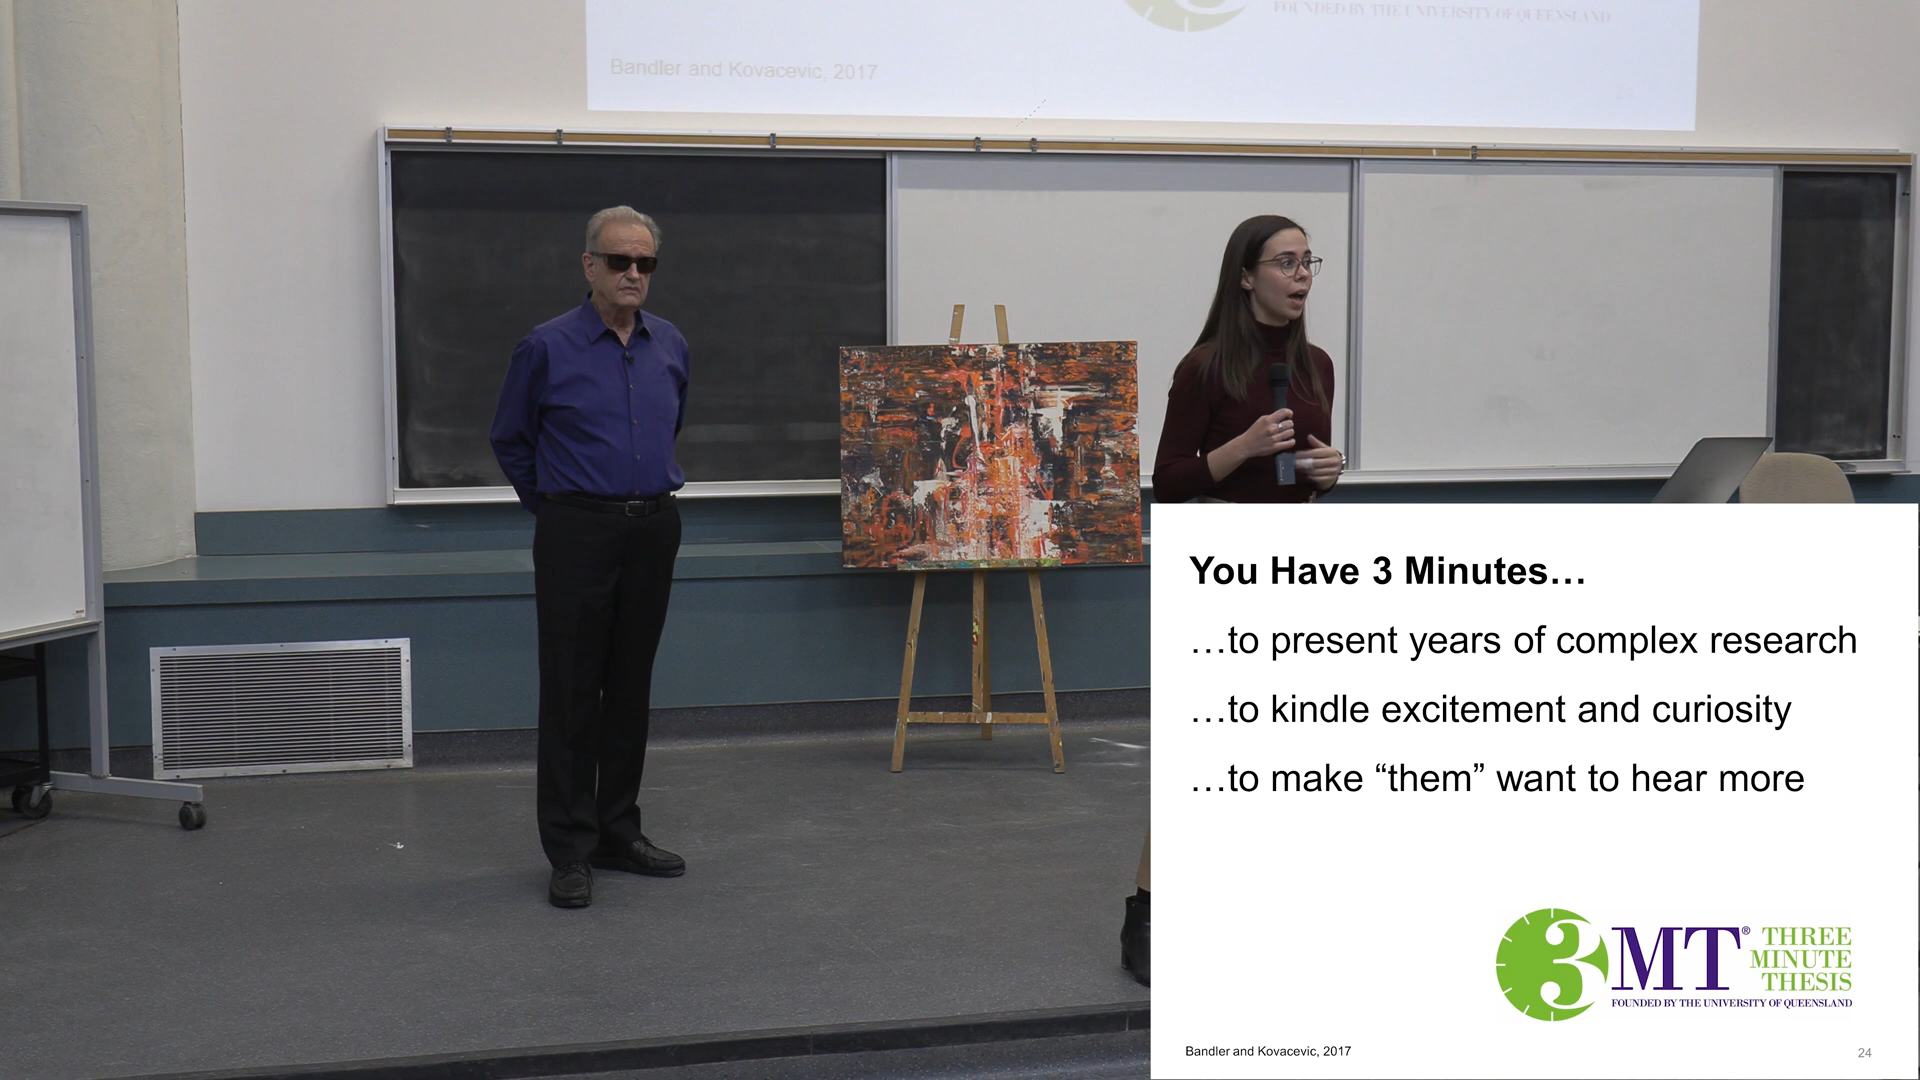 FOUNDED BY THE UNIVERSITY OF QUEENSLAND
Bandler and Kovacevic, 2017
You Have 3 Minutes…
…to present years of complex research
…to kindle excitement and curiosity
…to make “them” want to hear more
3MT® THREE
MINUTE
THESIS
FOUNDED BY THE UNIVERSITY OF QUEENSLAND
Bandler and Kovacevic, 2017
24